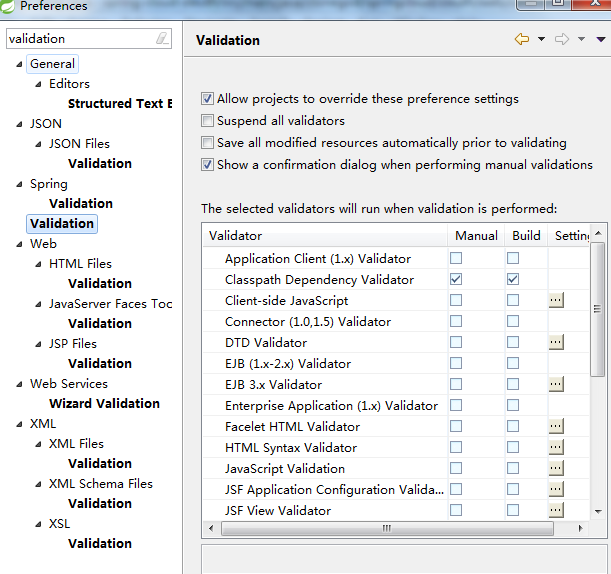 Preferences
validation
General
Editors
Structured Text E
JSON
JSON Files
Validation
Spring
Validation
Validation
Web
HTML Files
Validation
JavaServer Faces Too
Validation
JSP Files
Validation
Web Services
Wizard Validation
XML
XML Files
Validation
XML Schema Files
Validation
XSL
Validation
Validation
Allow projects to override these preference settings
Suspend all validators
Save all modified resources automatically prior to validating
Show a confirmation dialog when performing manual validations
The selected validators will run when validation is performed:
Validator Manual Build Setting
Application Client (1.x) Validator
Classpath Dependency Validator
Client-side JavaScript
Connector (1.0,1.5) Validator
DTD Validator
EJB (1.x-2.x) Validator
EJB 3.x Validator
Enterprise Application (1.x) Validator
Facelet HTML Validator
HTML Syntax Validator
JavaScript Validation
JSF Application Configuration Valida...
JSF View Validator